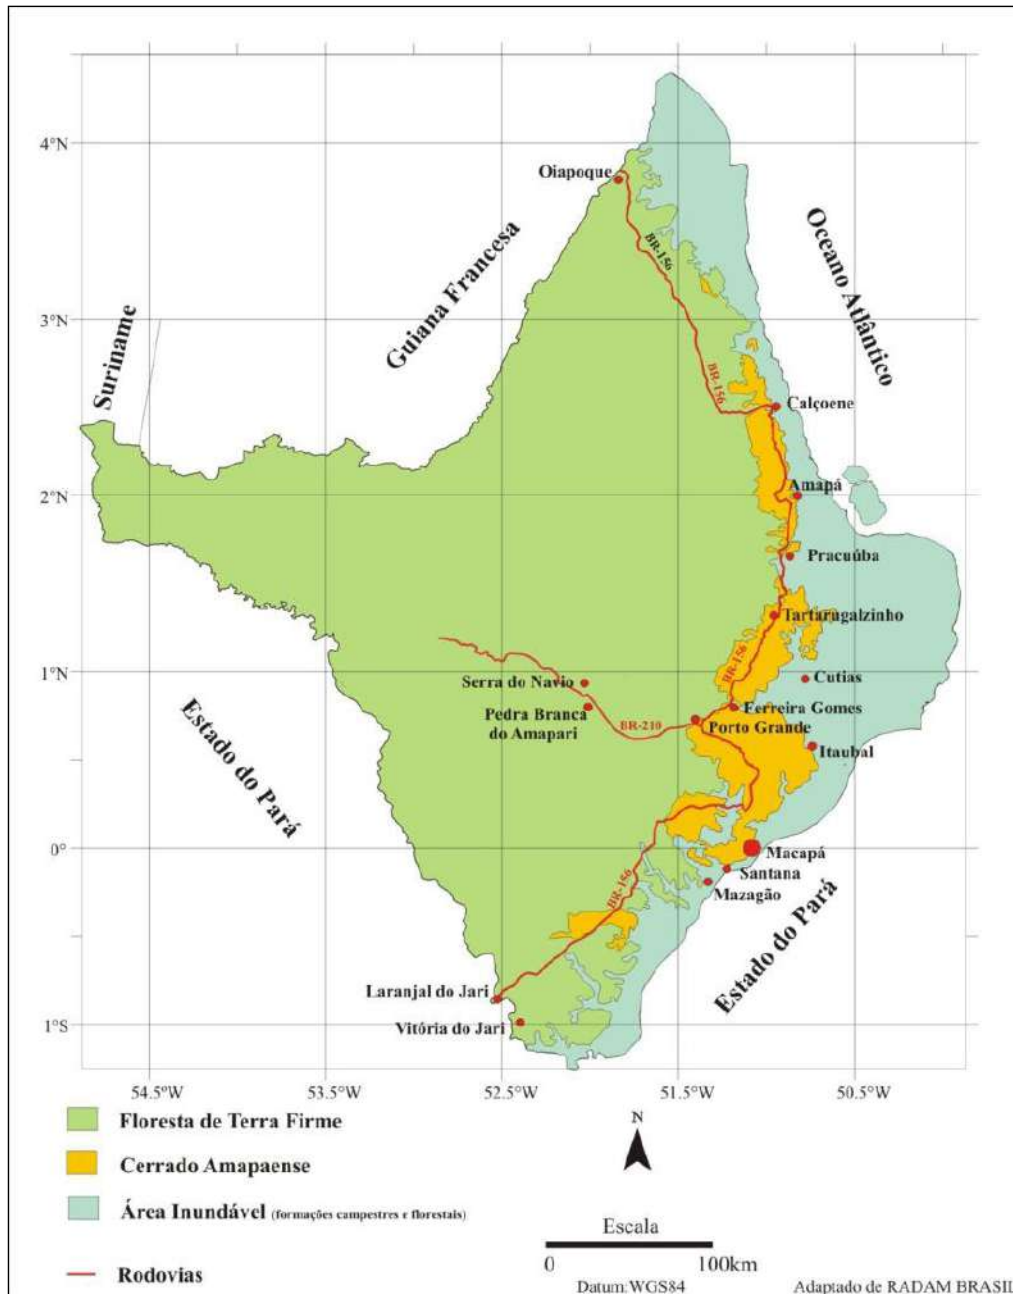 4°N
Oiapoque
BR-156
Oceano Atlântico
Guiana Francesa
Suriname
3°N
BR-156
Calçoene
2°N
Amapá
Pracuúba
Tartarugalzinho
BR-156
1°N
Serra do Navio
Cutias
Pedra Branca
do Amapari
BR-210
Ferreira Gomes
Porto Grande
Itaubal
Estado do Pará
0°
Macapá
Santana
Mazagão
BR-156
Estado do Pará
Laranjal do Jari
1°S
Vitória do Jari
54.5°W 53.5°W 52.5°W 51.5°W 50.5°W
Floresta de Terra Firme
N
Cerrado Amapaense
Área Inundável (formações campestres e florestais)
Escala
0 100km
Rodovias
Datum:WGS84 Adaptado de RADAM BRASIL